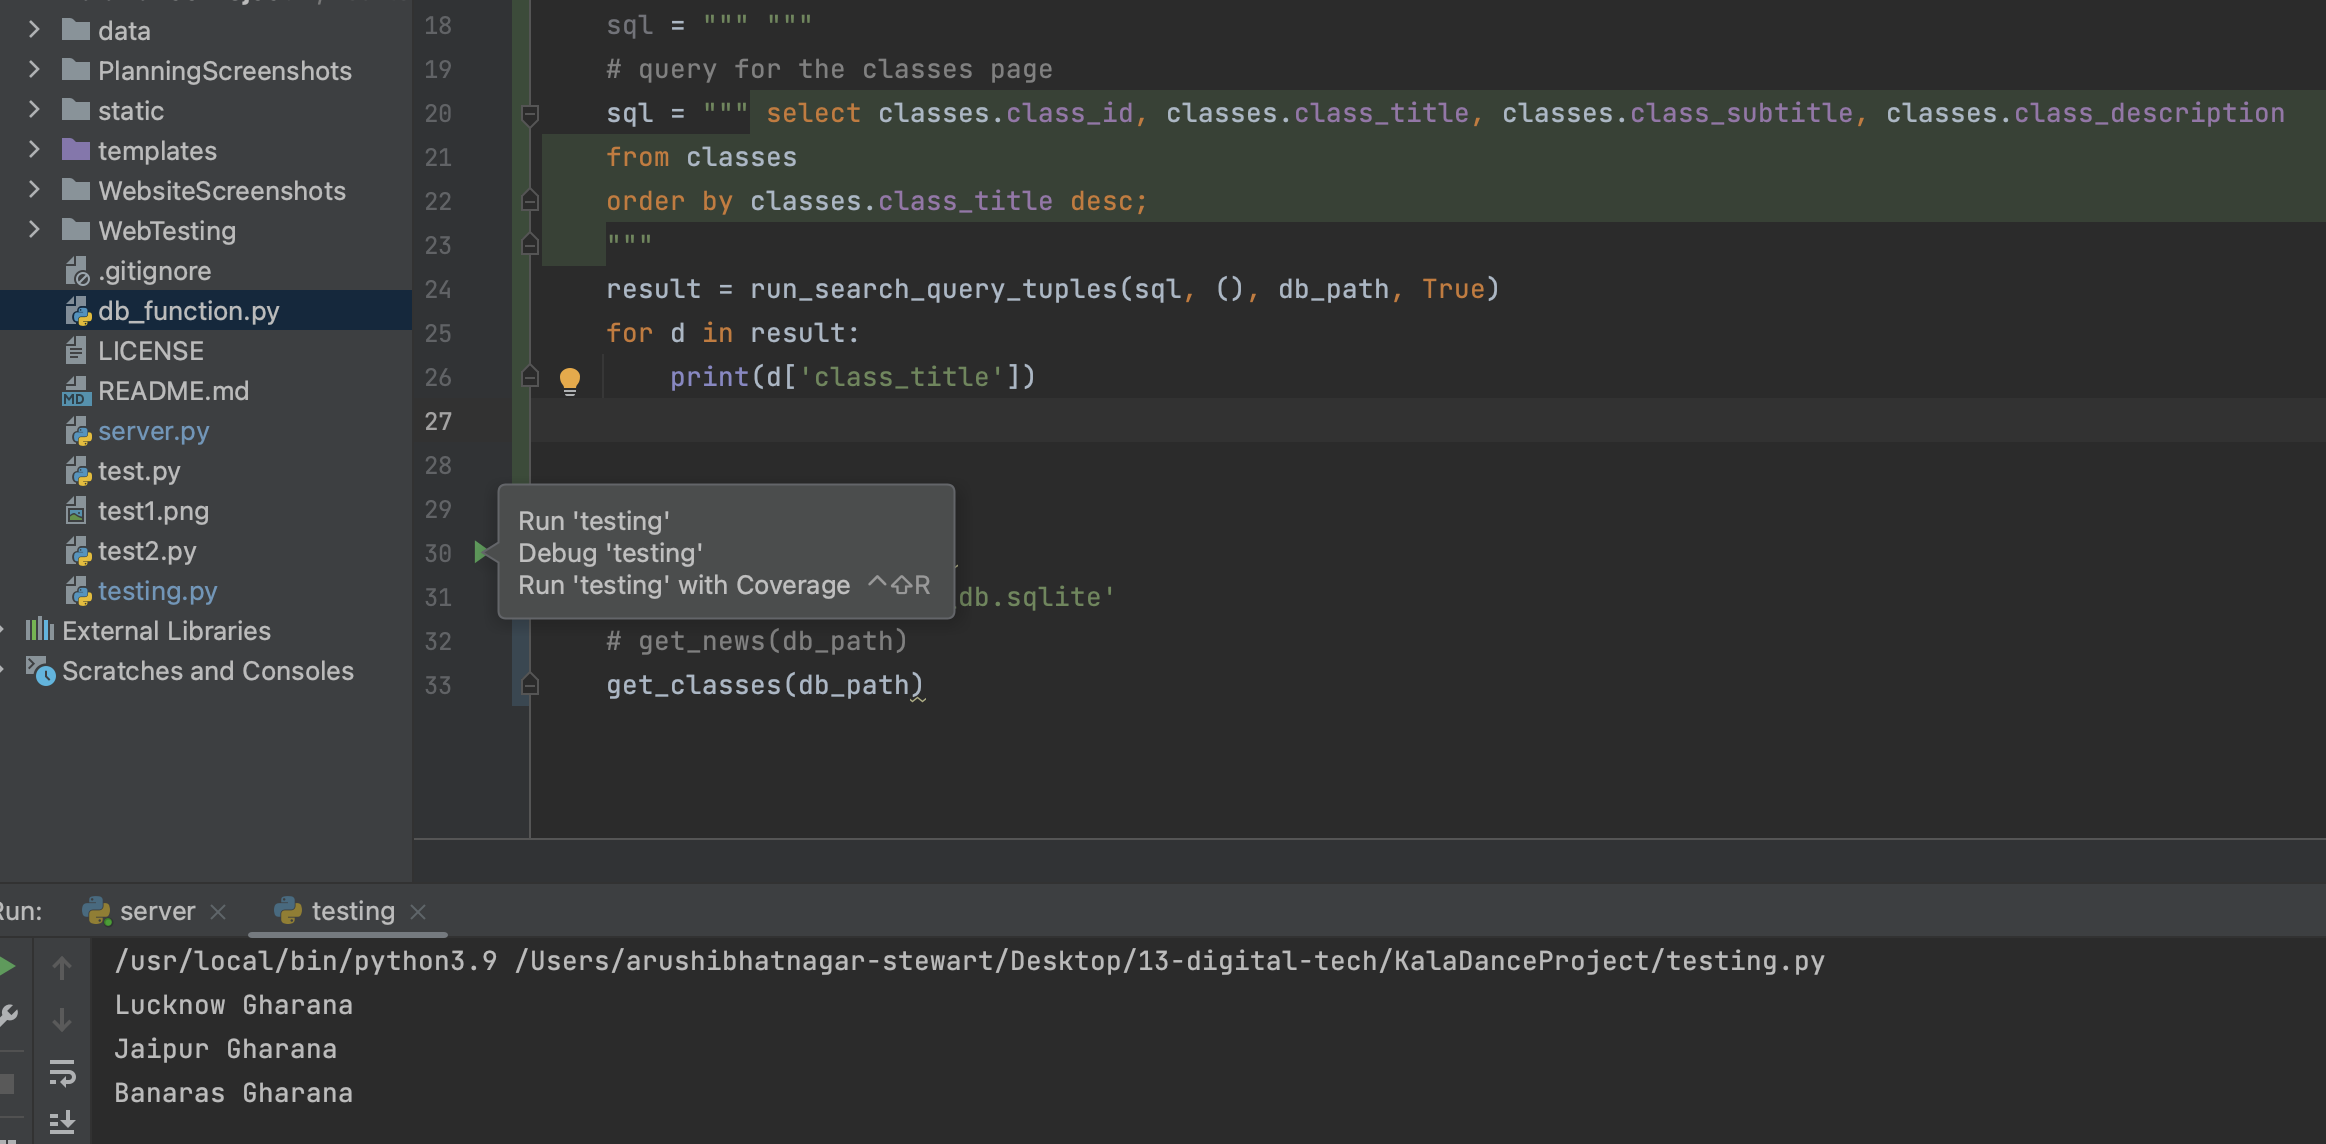 data
PlanningScreenshots
static
templates
WebsiteScreenshots
WebTesting
.gitignore
db_function.py
LICENSE
MD README.md
server.py
test.py
test1.png
test2.py
testing.py
External Libraries
Scratches and Consoles
18 sql = """ """
19 # query for the classes page
20 sql = """ select classes.class_id, classes.class_title, classes.class_subtitle, classes.class_description
21 from classes
22 order by classes.class_title desc;
23 """
24 result = run_search_query_tuples(sql, (), db_path, True)
25 for d in result:
26 print(d['class_title'])
27
28
29
30
31 db.sqlite'
32 # get_news(db_path)
33 get_classes(db_path)
Run 'testing'
Debug 'testing'
Run 'testing' with Coverage ^⇧R
Run: server testing
/usr/local/bin/python3.9 /Users/arushibhatnagar-stewart/Desktop/13-digital-tech/KalaDanceProject/testing.py
Lucknow Gharana
Jaipur Gharana
Banaras Gharana